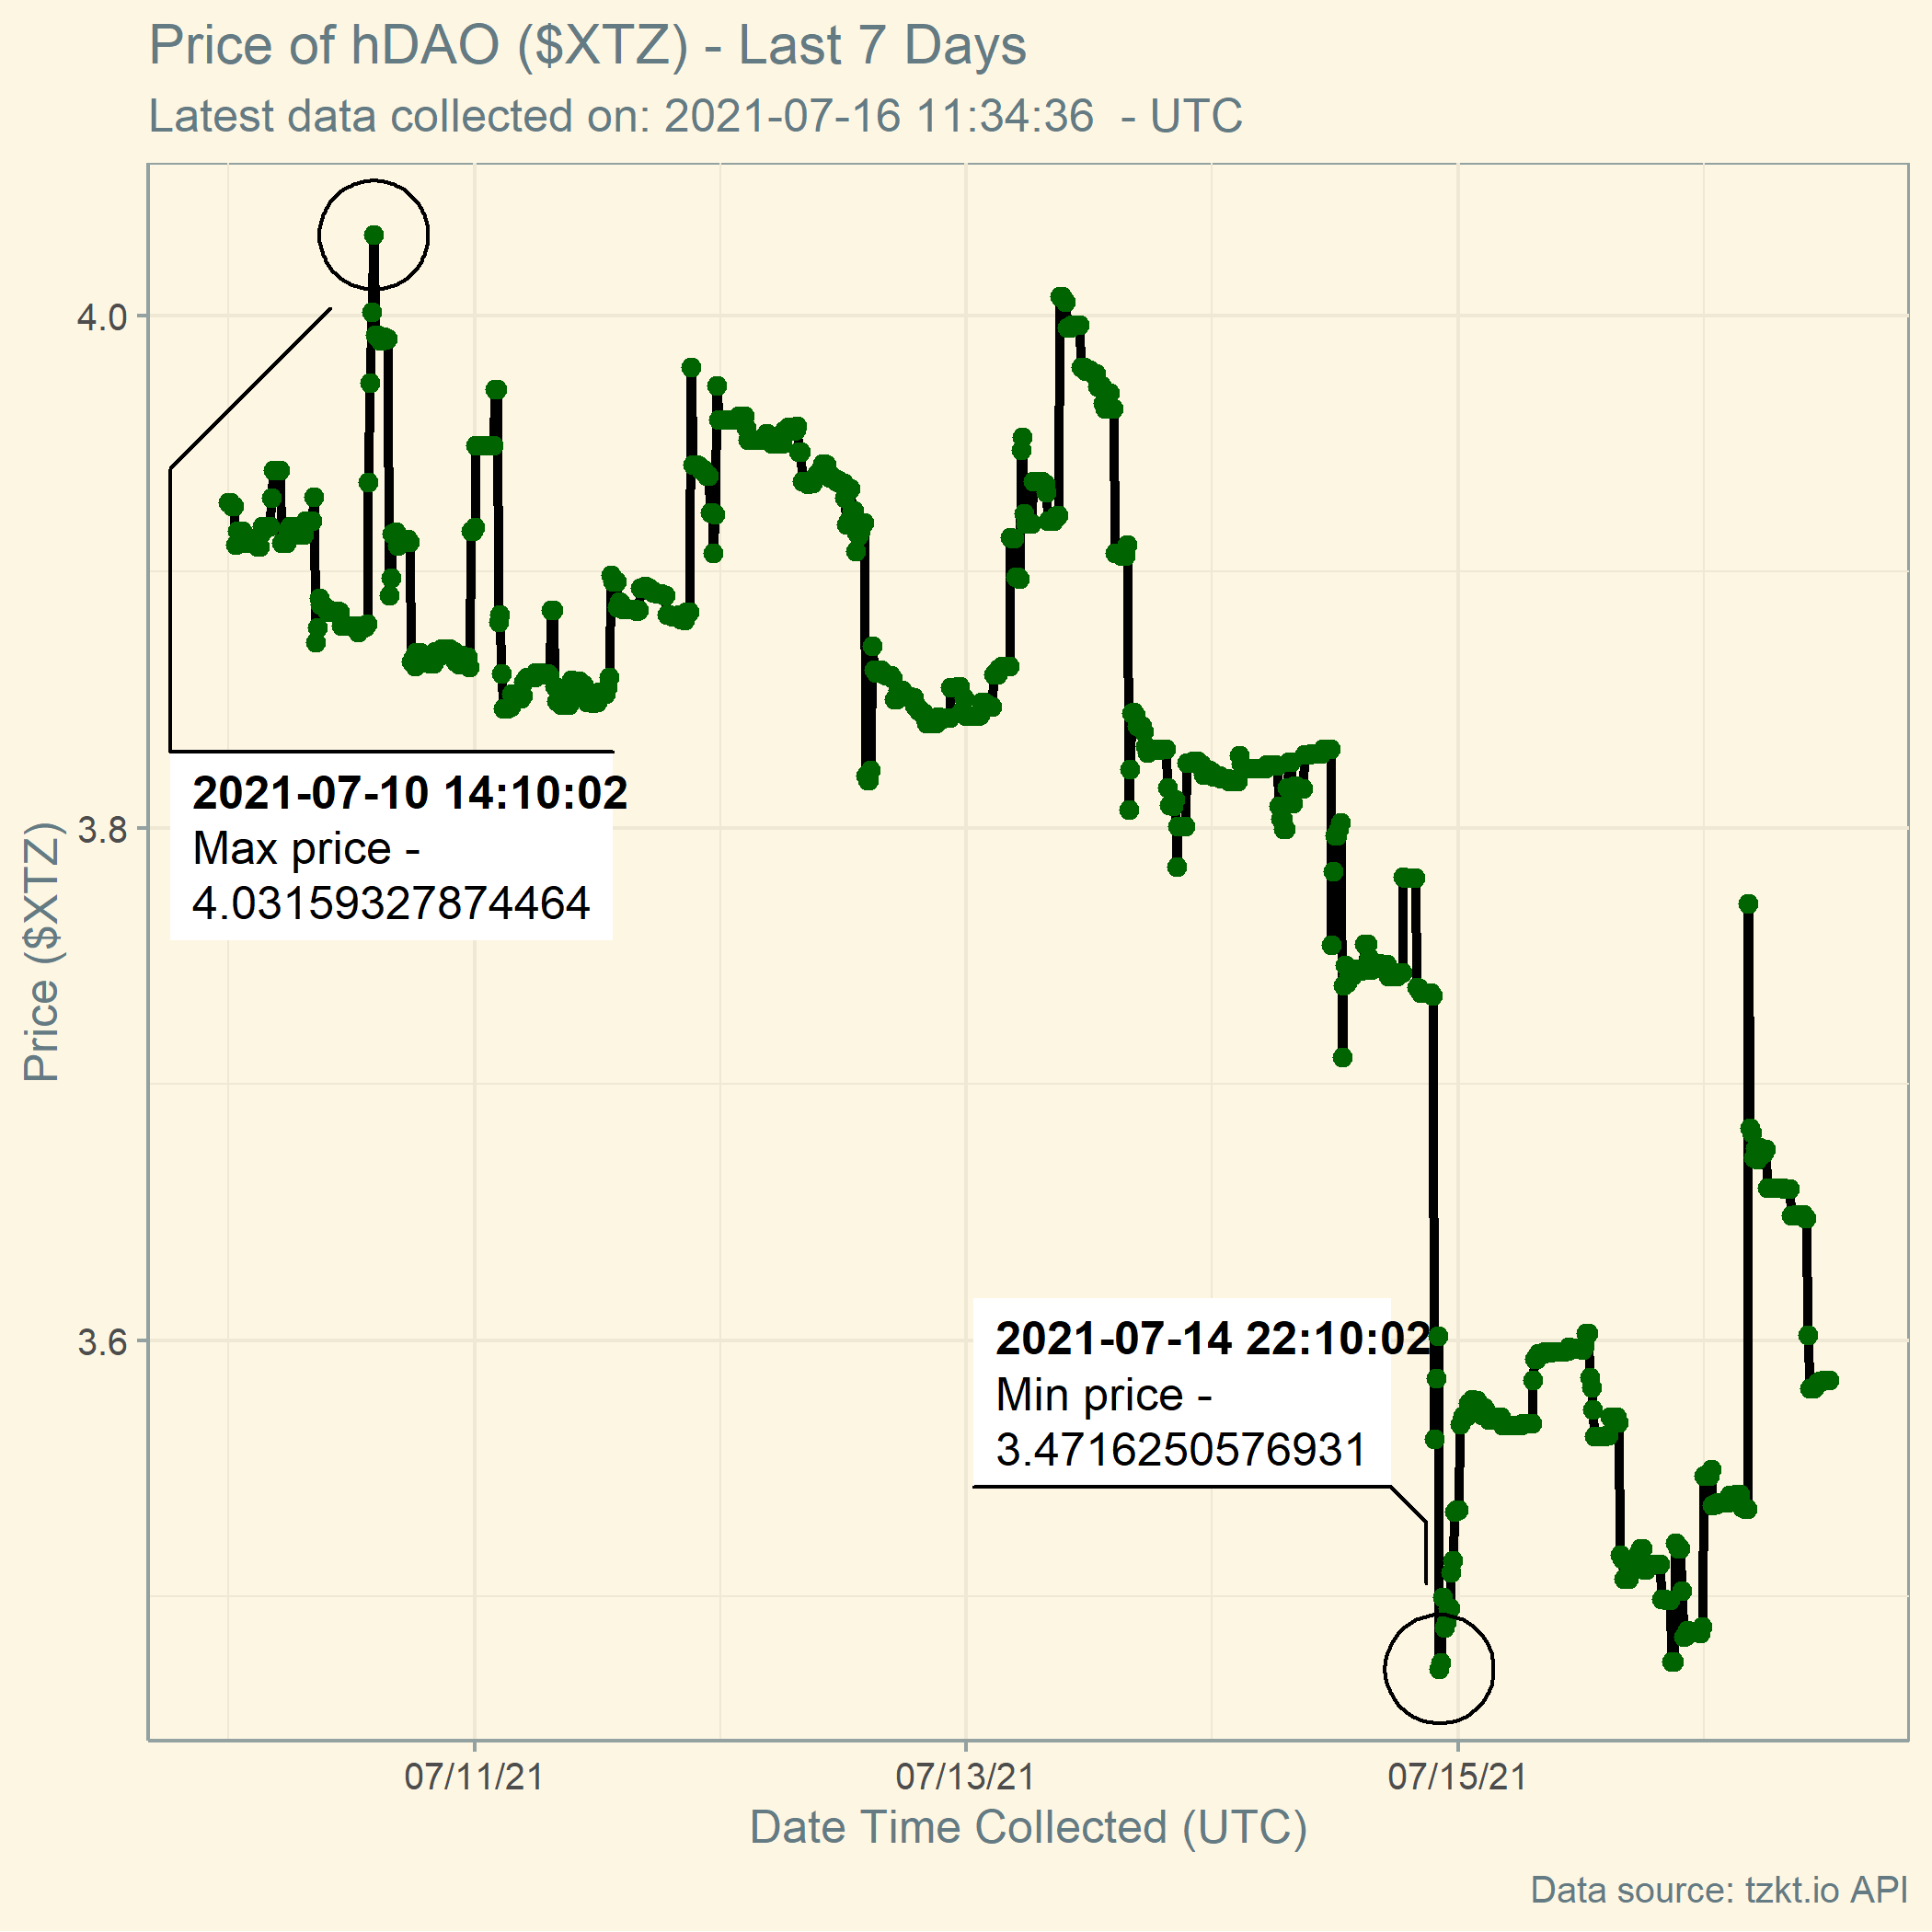 Price of hDAO ($XTZ) - Last 7 Days
Latest data collected on: 2021-07-16 11:34:36  - UTC
4.0
3.8
3.6
Price ($XTZ)
2021-07-10 14:10:02
Max price -
4.03159327874464
2021-07-14 22:10:02
Min price -
3.4716250576931
07/11/21
07/13/21
07/15/21
Date Time Collected (UTC)
Data source: tzkt.io API